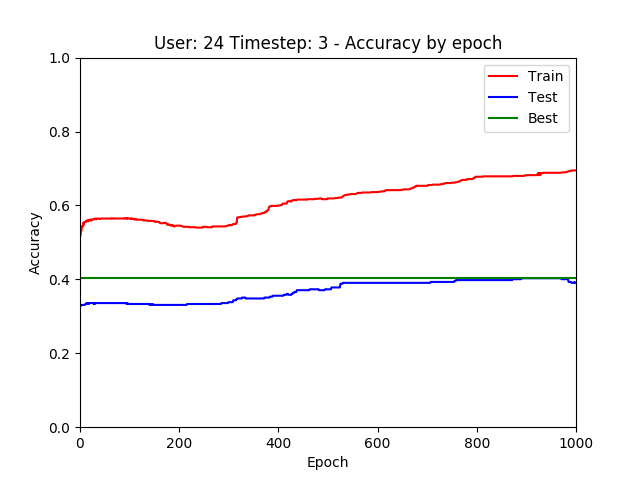 User: 24 Timestep: 3 - Accuracy by epoch
1.0
0.8
0.6
0.4
0.2
0.0
Accuracy
Train
Test
Best
0 200 400 600 800 1000
Epoch